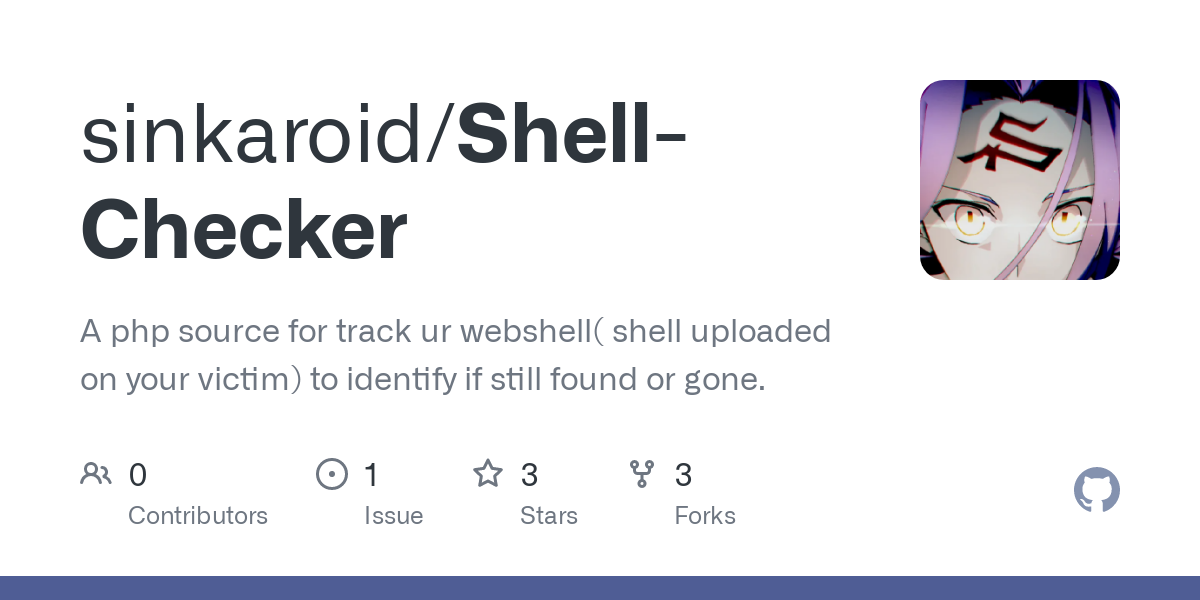 sinkaroid/Shell-
Checker
A php source for track ur webshell( shell uploaded
on your victim) to identify if still found or gone.
0 1 3 3
Contributors Issue Stars Forks